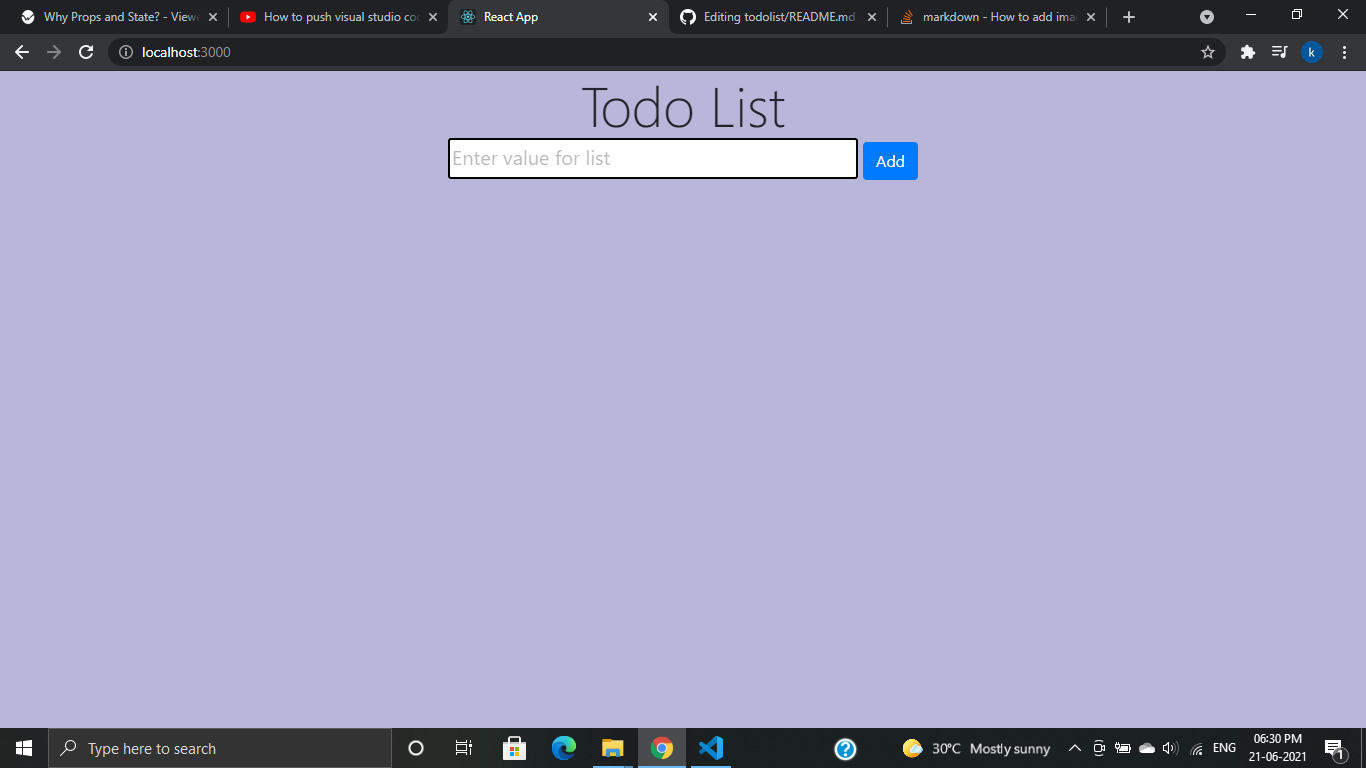 Why Props and State? - View
How to push visual studio co
React App
Editing todolist/README.md
markdown - How to add ima
localhost:3000
k
Todo List
Enter value for list
Add
Type here to search
30°C Mostly sunny
ENG
06:30 PM
21-06-2021
1